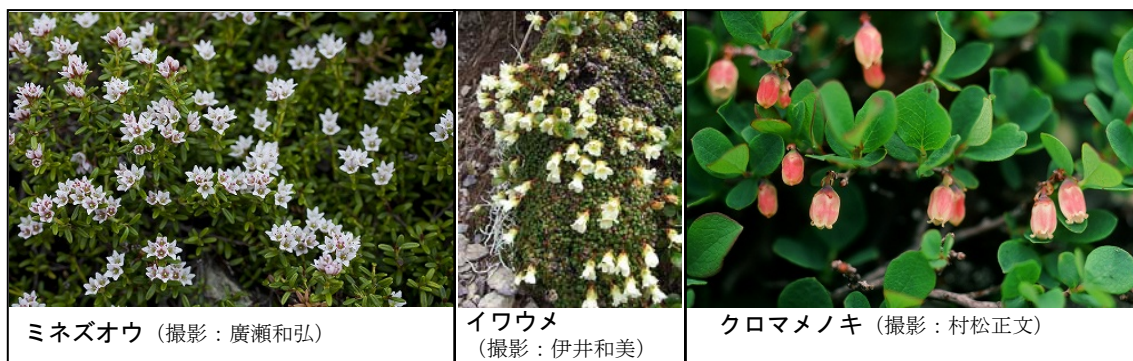 ミネズオウ（撮影：廣瀬和弘）
イワウメ
（撮影：伊井和美）
クロマメノキ（撮影：村松正文）